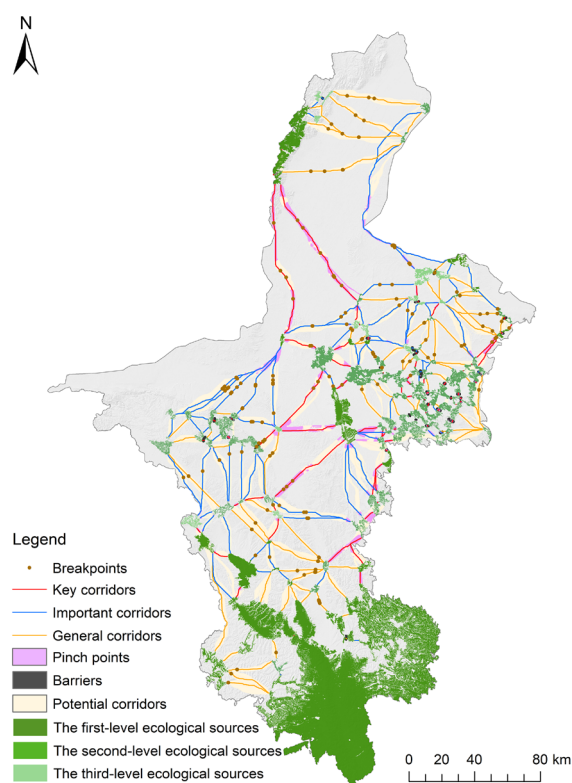 N
Legend
Breakpoints
Key corridors
Important corridors
General corridors
Pinch points
Barriers
Potential corridors
The first-level ecological sources
The second-level ecological sources
The third-level ecological sources
0 20 40 80 km